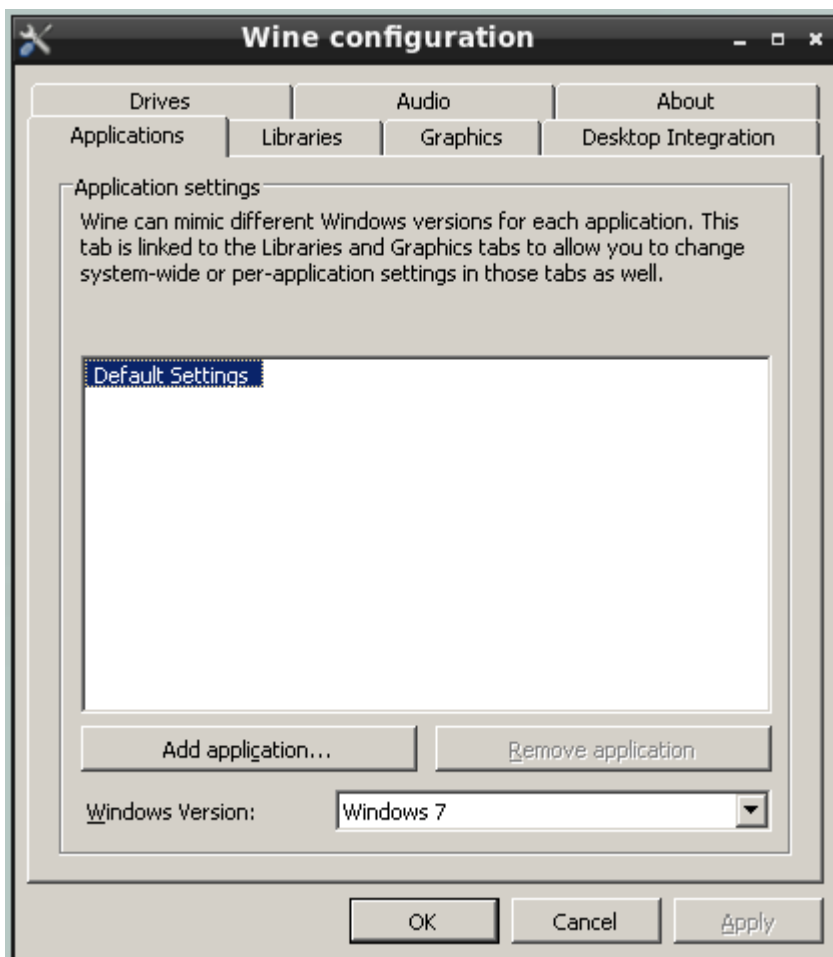 Wine configuration
Drives Audio About
Applications Libraries Graphics Desktop Integration
Application settings
Wine can mimic different Windows versions for each application. This
tab is linked to the Libraries and Graphics tabs to allow you to change
system-wide or per-application settings in those tabs as well.
Default Settings
Add application... Remove application
Windows Version: Windows 7
OK Cancel Apply